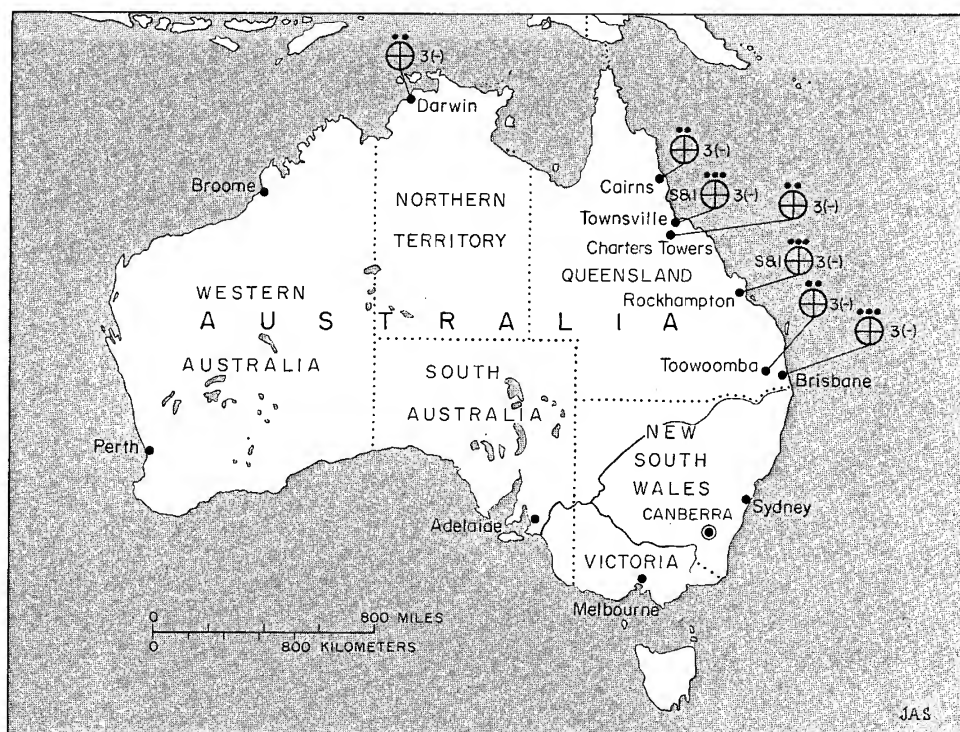 3(-)
Darwin
Broome
NORTHERN
TERRITORY
3(-)
Cairns
S&I 3(-)
3(-)
Townsville
Charters Towers
QUEENSLAND
S&I 3(-)
Rockhampton
3(-)
3(-)
WESTERN
AUSTRALIA
AUSTRALIA
Toowoomba
Brisbane
SOUTH
AUSTRALIA
NEW
SOUTH
WALES
CANBERRA
Perth
Sydney
Adelaide
VICTORIA
Melbourne
0 800 MILES
0 800 KILOMETERS
JAS